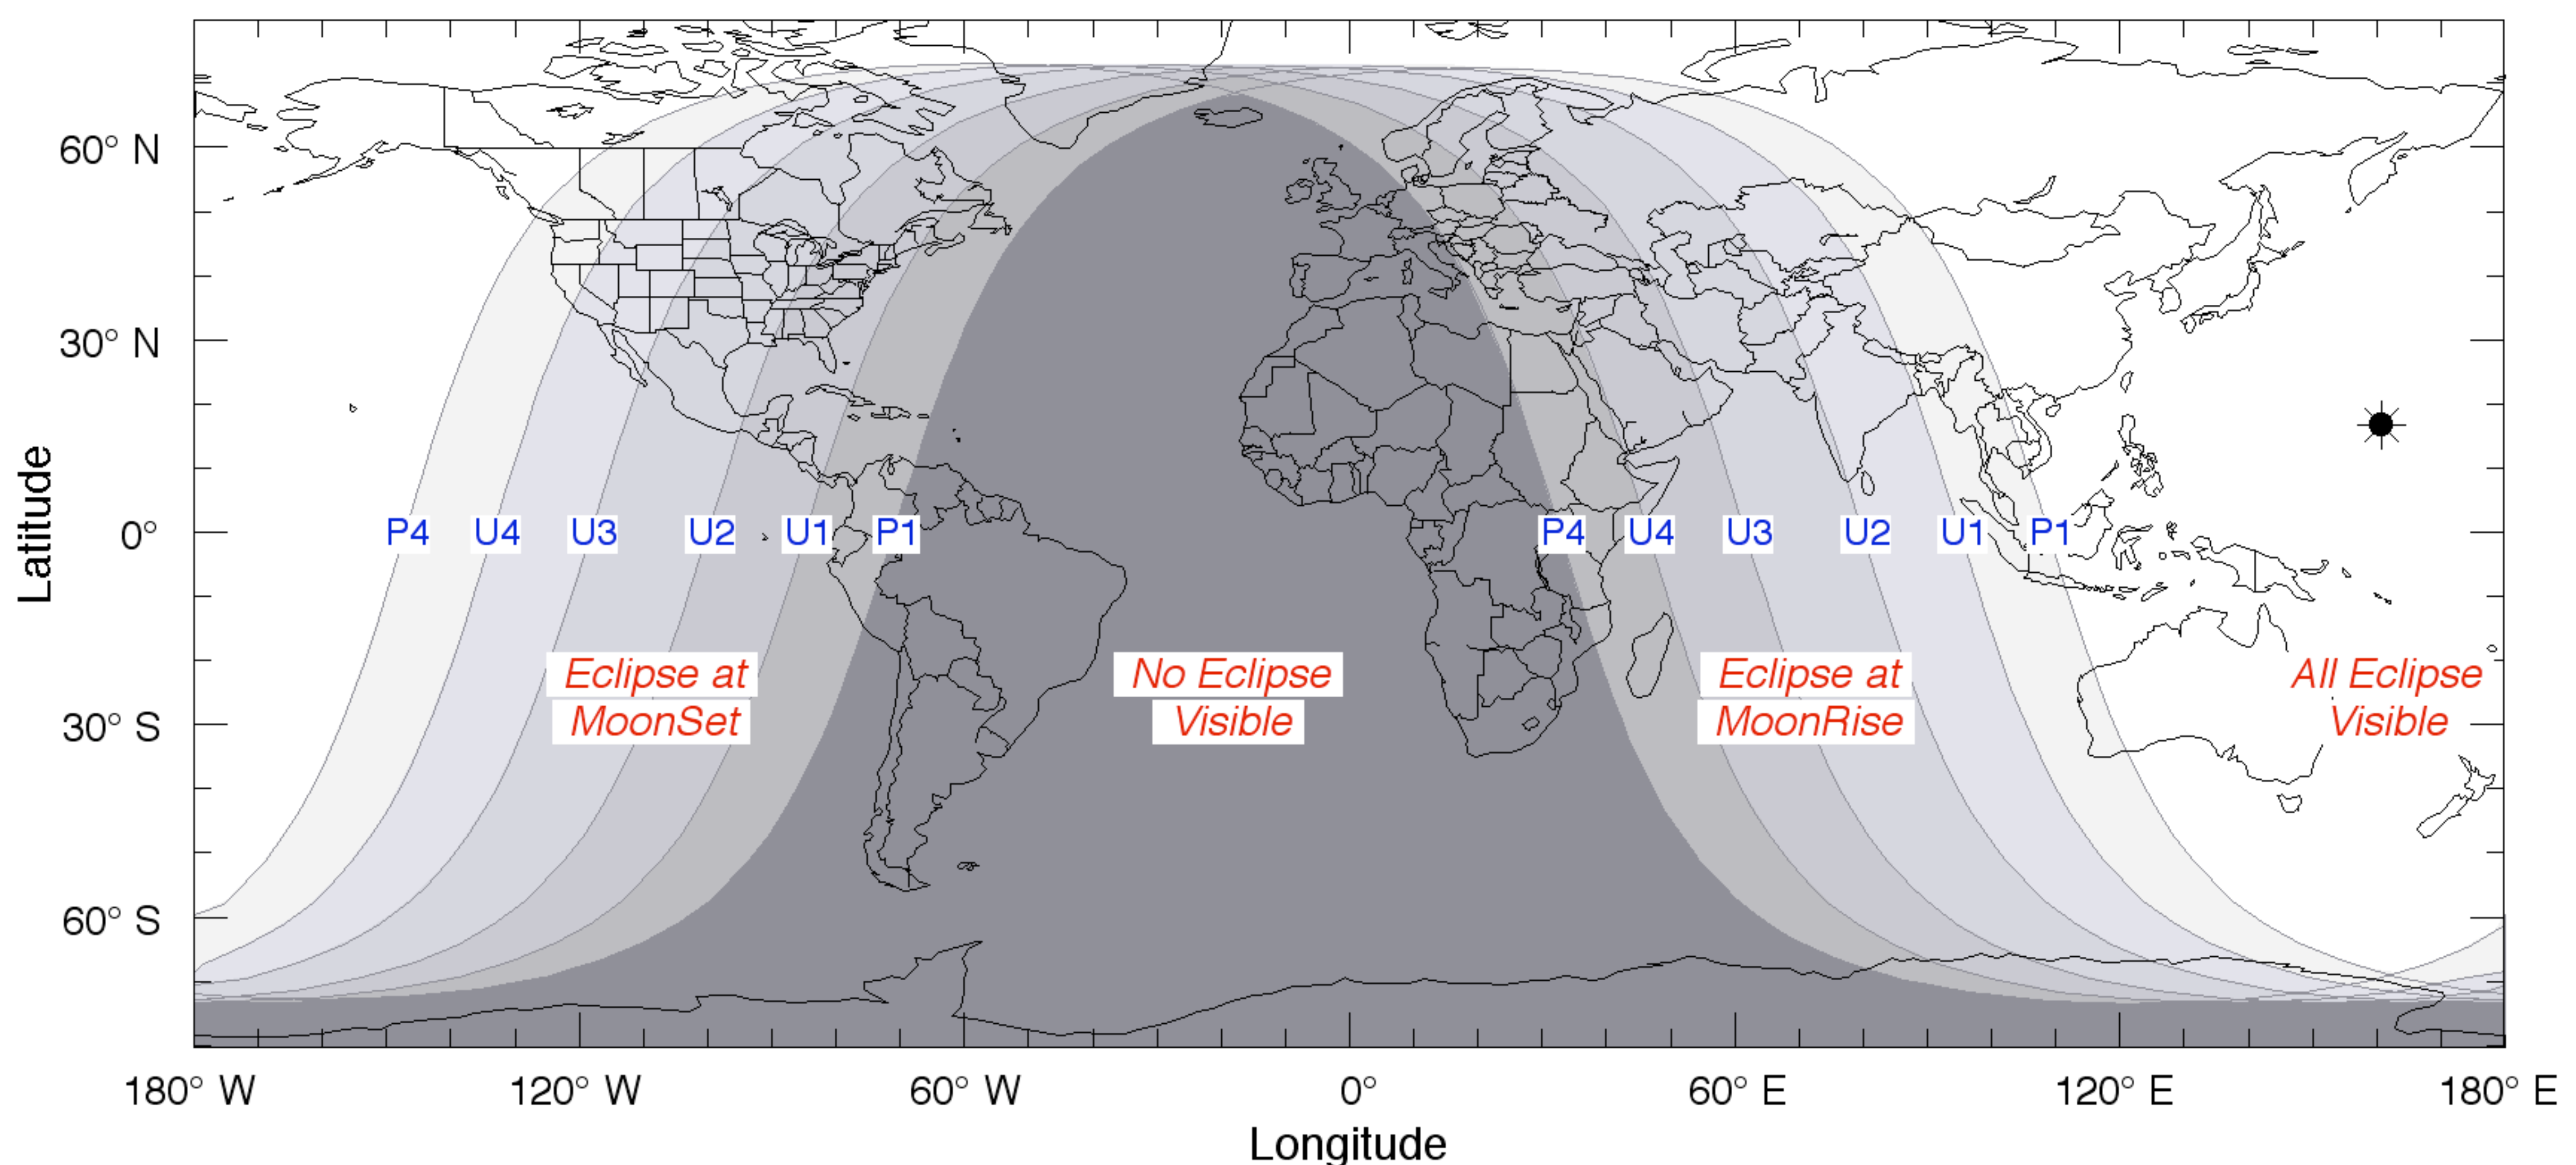 60° N
30° N
Latitude
0°
P4 U4 U3 U2 U1 P1 P4 U4 U3 U2 U1 P1
Eclipse at
MoonSet
No Eclipse
Visible
Eclipse at
MoonRise
All Eclipse
Visible
30° S
60° S
180° W 120° W 60° W 0° 60° E 120° E 180° E
Longitude